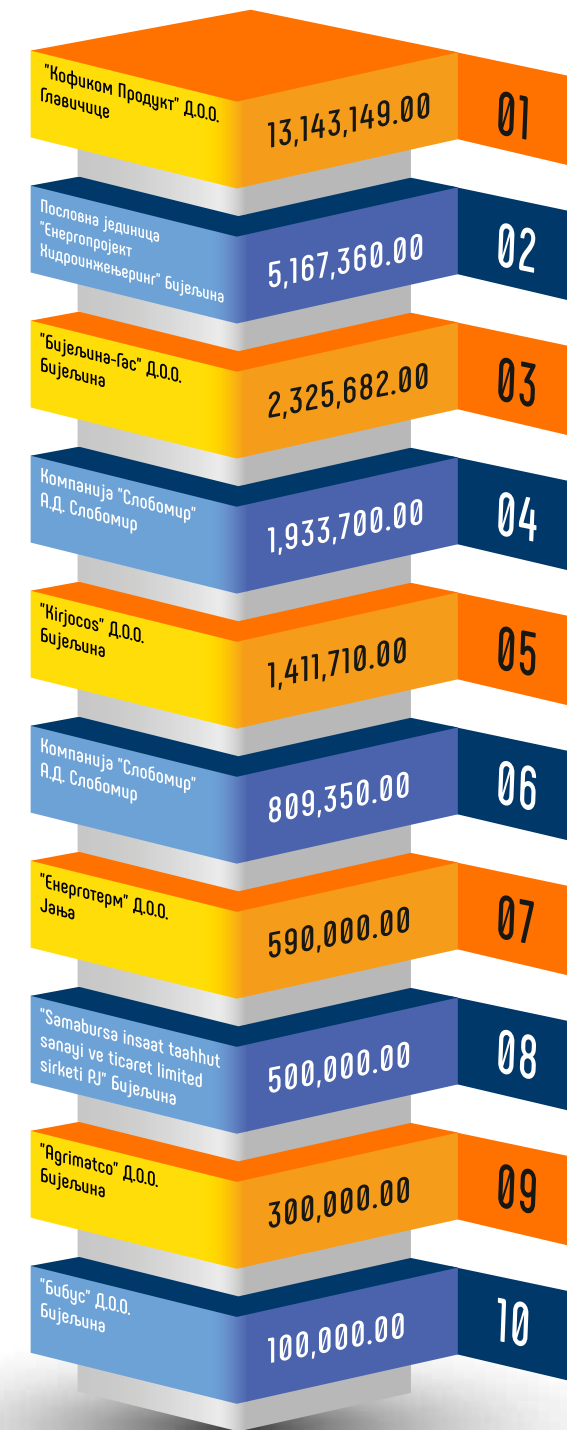 "Кофиком Продукт" Д.О.О.
Главичице
13,143,149.00
01
Пословна јединица
"Енергопројект
Хидроинжењеринг" Бијељина
5,167,360.00
02
"Бијељина-Гас" Д.О.О.
Бијељина
2,325,682.00
03
Компанија "Слобомир"
А.Д. Слобомир
1,933,700.00
04
"Kirjocos" Д.О.О.
Бијељина
1,411,710.00
05
Компанија "Слобомир"
А.Д. Слобомир
809,350.00
06
"Енерготерм" Д.О.О.
Јања
590,000.00
07
"Samabursa insaat taahhut
sanayi ve ticaret limited
sirketi PJ" Бијељина
500,000.00
08
"Agrimatco" Д.О.О.
Бијељина
300,000.00
09
"Бибус" Д.О.О.
Бијељина
100,000.00
10